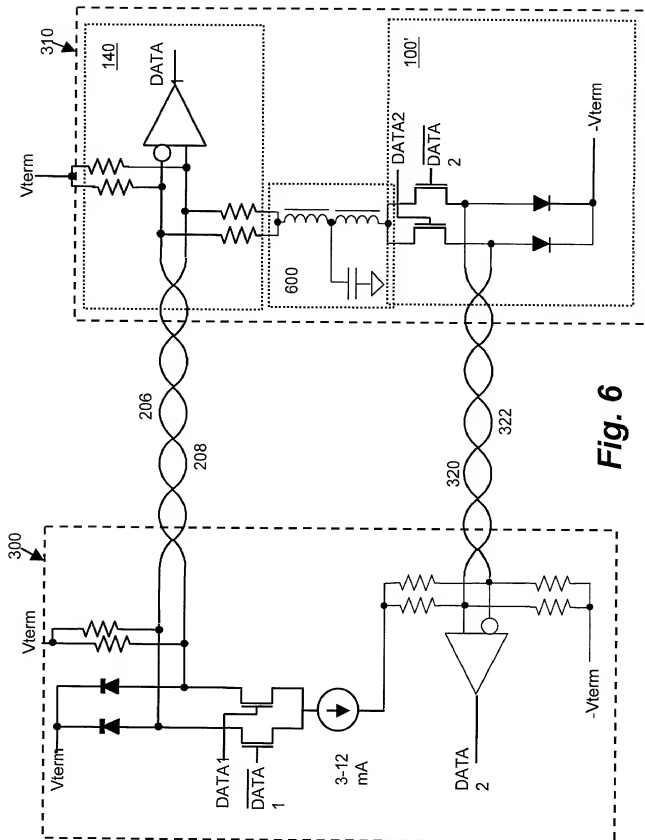 310
140
DATA
1
Vterm
100'
DATA2
DATA
2
-Vterm
600
206
208
320
322
Fig. 6
300
Vterm
Vterm
DATA1
DATA
1
3-12
mA
DATA
2
-Vterm